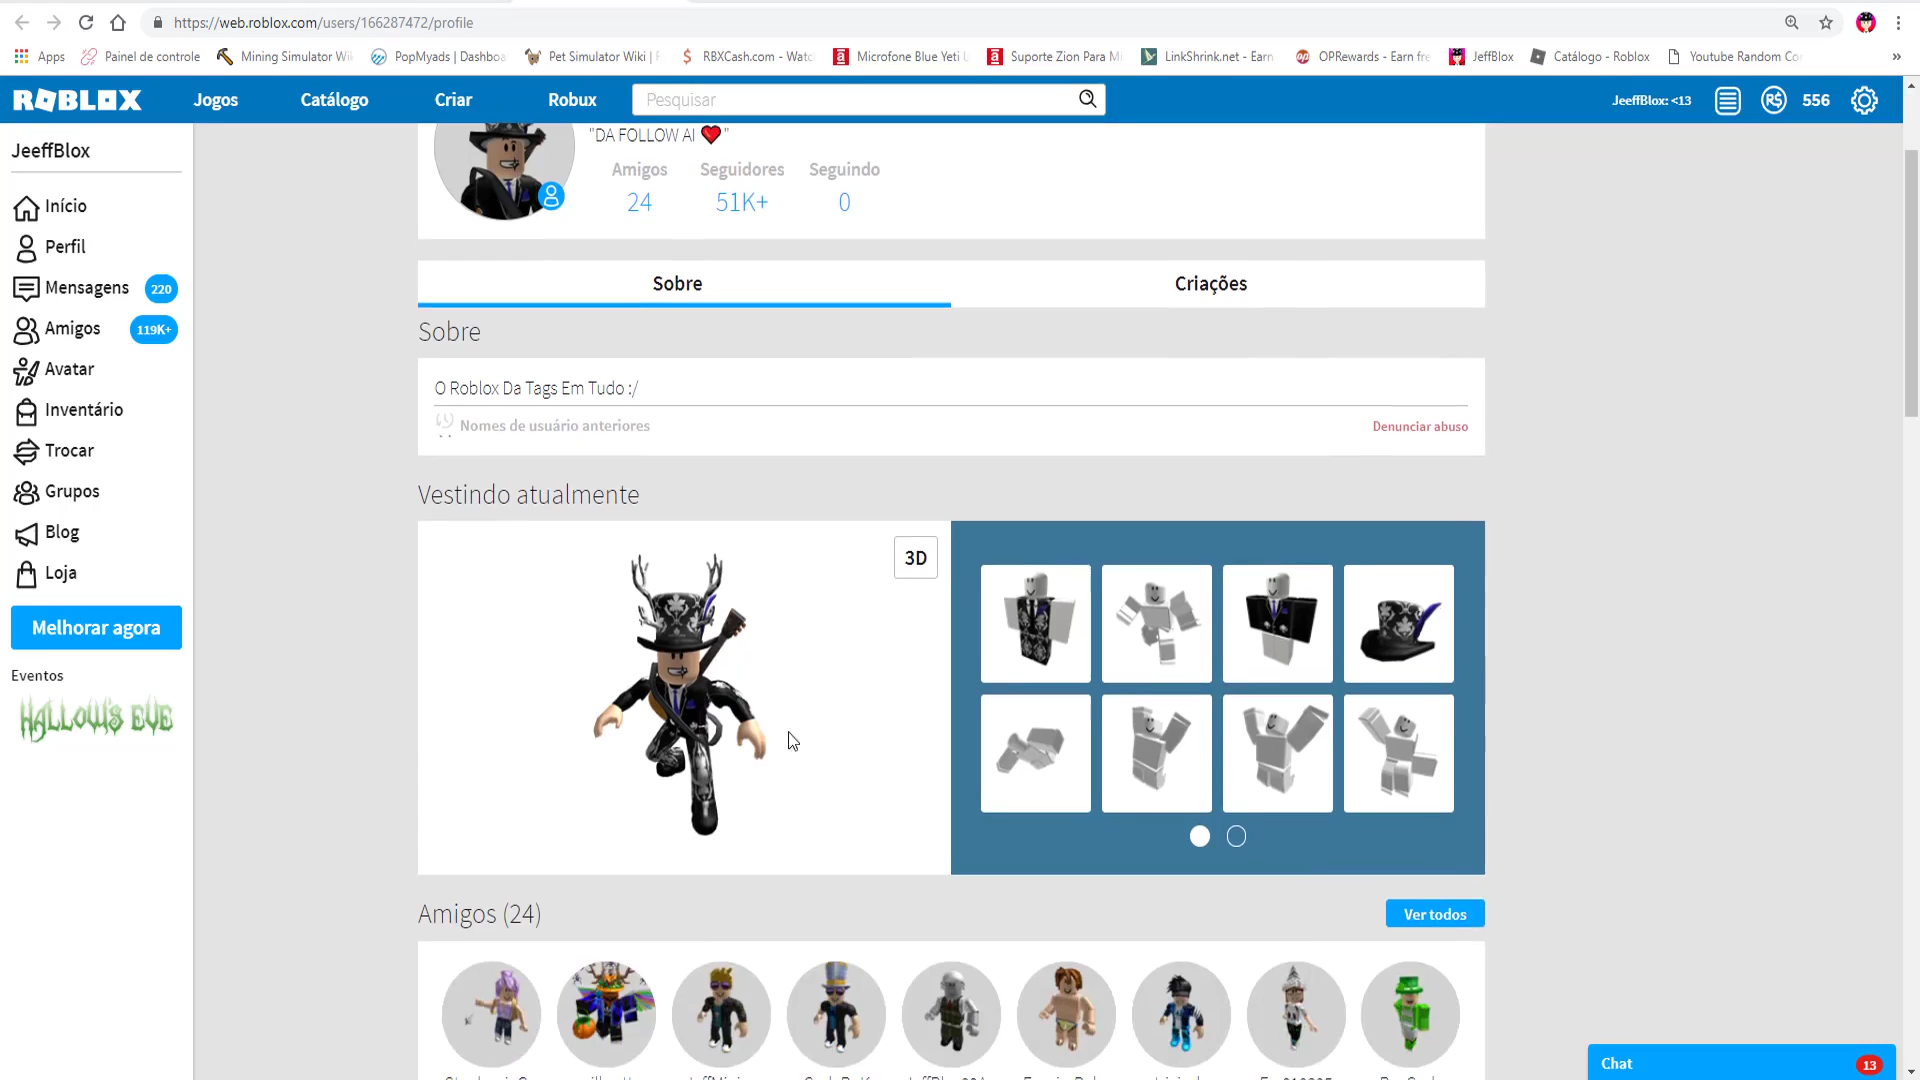 https://web.roblox.com/users/166287472/profile
Apps
Painel de controle
Mining Simulator Wi
PopMyads | Dashboa
Pet Simulator Wiki |
RBXCash.com - Watc
Microfone Blue Yeti U
Suporte Zion Para Mi
LinkShrink.net - Earn
OPRewards - Earn fre
JeffBlox
Catálogo - Roblox
Youtube Random Co
»
ROBLOX
Jogos
Catálogo
Criar
Robux
Pesquisar
JeeffBlox: <13
R$
556
JeeffBlox
Início
Perfil
Mensagens 220
Amigos 119K+
Avatar
Inventário
Trocar
Grupos
Blog
Loja
Melhorar agora
Eventos
HALLOW'S EVE
"DA FOLLOW AI ❤"
Amigos Seguidores Seguindo
24 51K+ 0
Sobre
Criações
Sobre
O Roblox Da Tags Em Tudo :/
Nomes de usuário anteriores
Denunciar abuso
Vestindo atualmente
3D
Amigos (24)
Ver todos
Chat 13